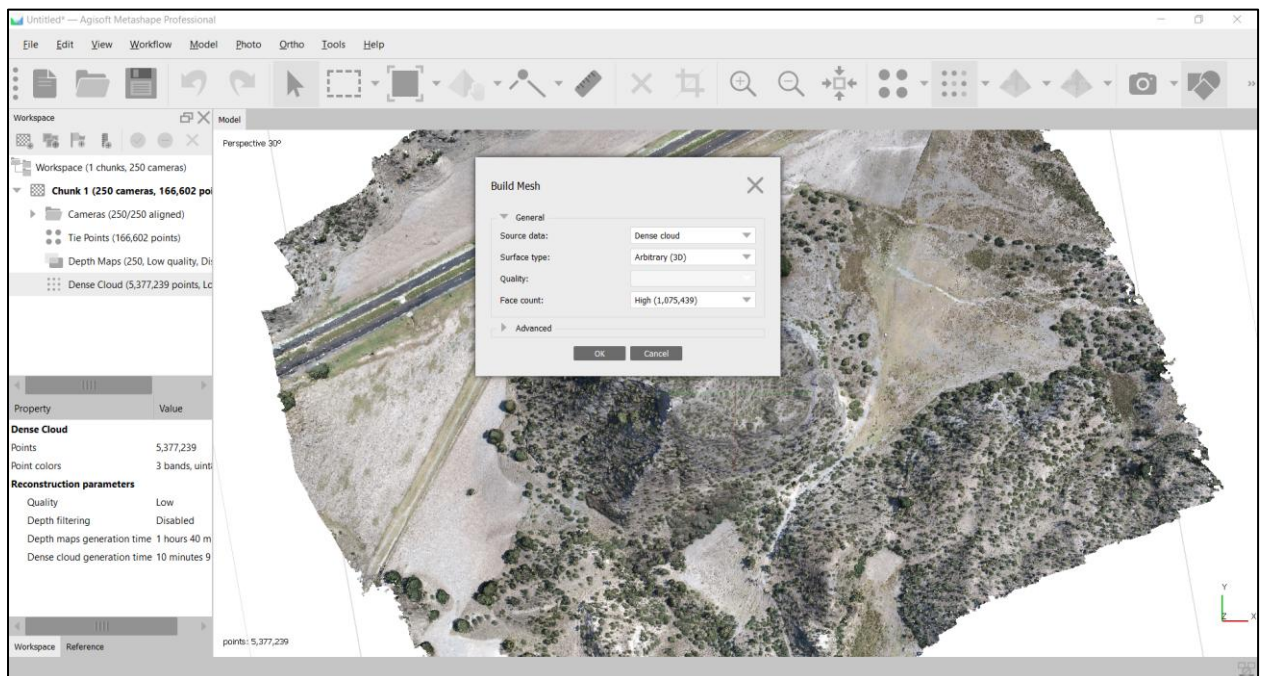 Untitled* — Agisoft Metashape Professional
File Edit View Workflow Model Photo Ortho Tools Help
Workspace
Model
Perspective 30°
Workspace (1 chunks, 250 cameras)
Chunk 1 (250 cameras, 166,602 poi
Cameras (250/250 aligned)
Tie Points (166,602 points)
Depth Maps (250, Low quality, Di
Dense Cloud (5,377,239 points, Lo
Build Mesh
General
Source data: Dense cloud
Surface type: Arbitrary (3D)
Quality:
Face count: High (1,075,439)
Advanced
OK Cancel
Property Value
Dense Cloud
Points 5,377,239
Point colors 3 bands, uint
Reconstruction parameters
Quality Low
Depth filtering Disabled
Depth maps generation time 1 hours 40 m
Dense cloud generation time 10 minutes 9
points: 5,377,239
Y
Z X
Workspace Reference